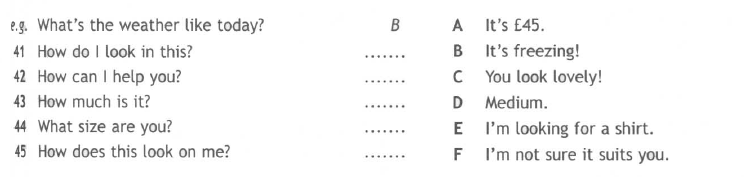 e.g. What's the weather like today? B A It's £45.
41 How do I look in this? ....... B It's freezing!
42 How can I help you? ....... C You look lovely!
43 How much is it? ....... D Medium.
44 What size are you? ....... E I'm looking for a shirt.
45 How does this look on me? ....... F I'm not sure it suits you.